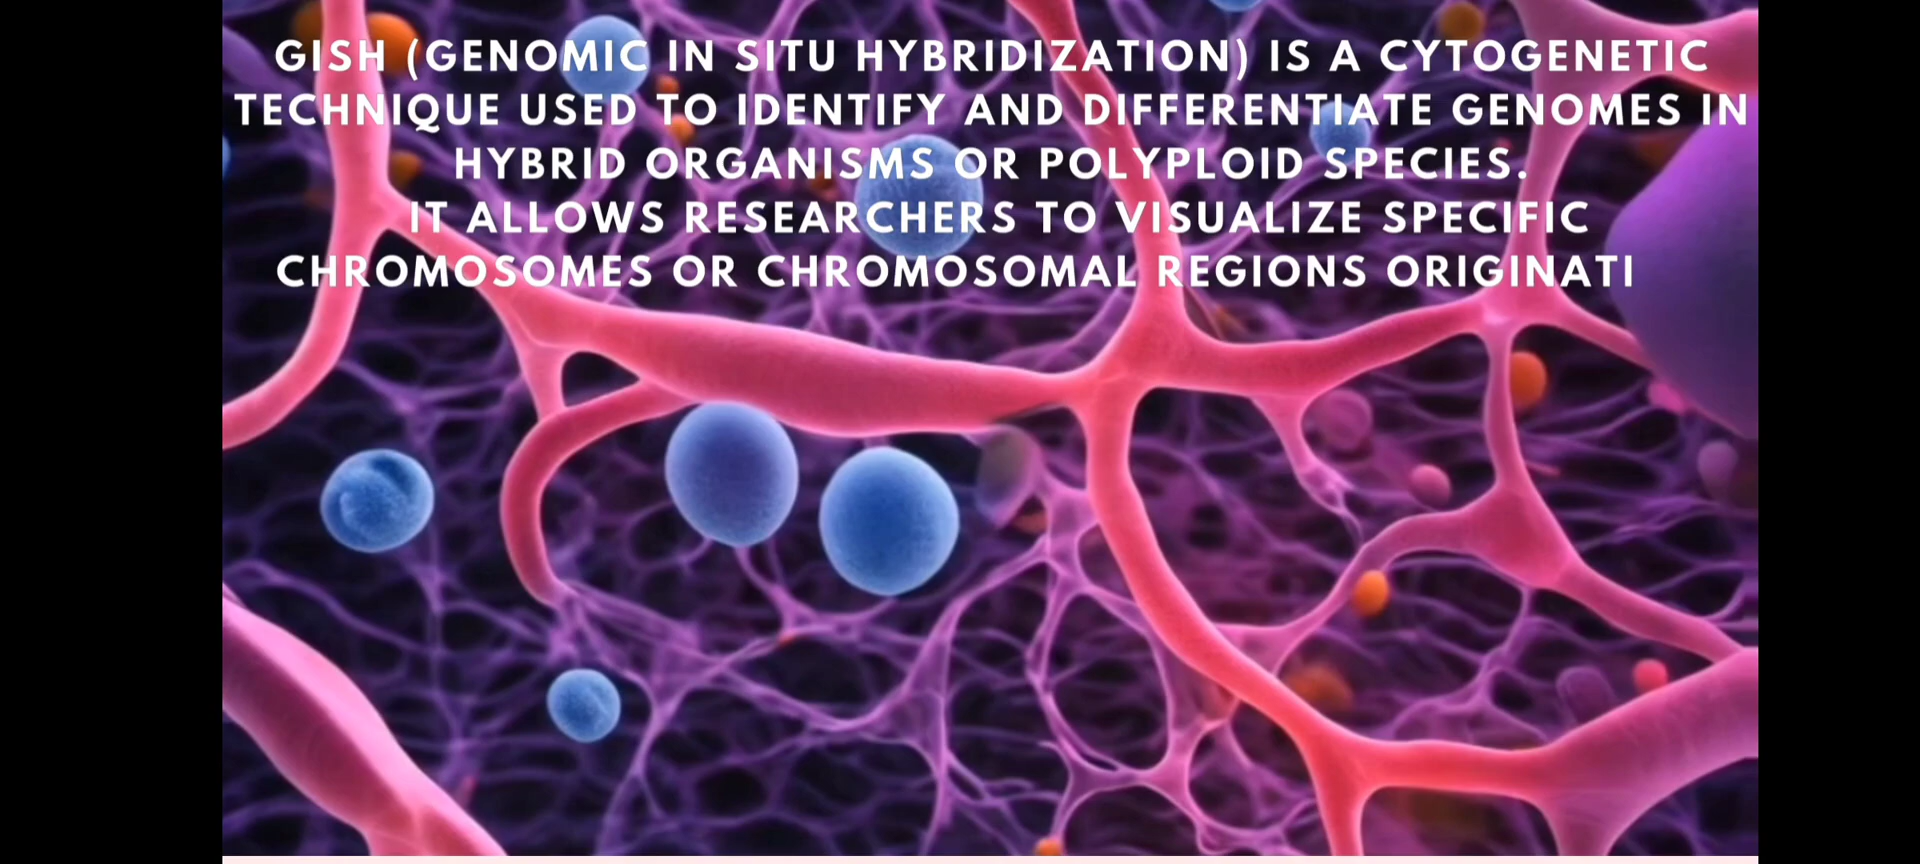 GISH (GENOMIC IN SITU HYBRIDIZATION) IS A CYTOGENETIC
TECHNIQUE USED TO IDENTIFY AND DIFFERENTIATE GENOMES IN
HYBRID ORGANISMS OR POLYPLOID SPECIES.
IT ALLOWS RESEARCHERS TO VISUALIZE SPECIFIC
CHROMOSOMES OR CHROMOSOMAL REGIONS ORIGINATI